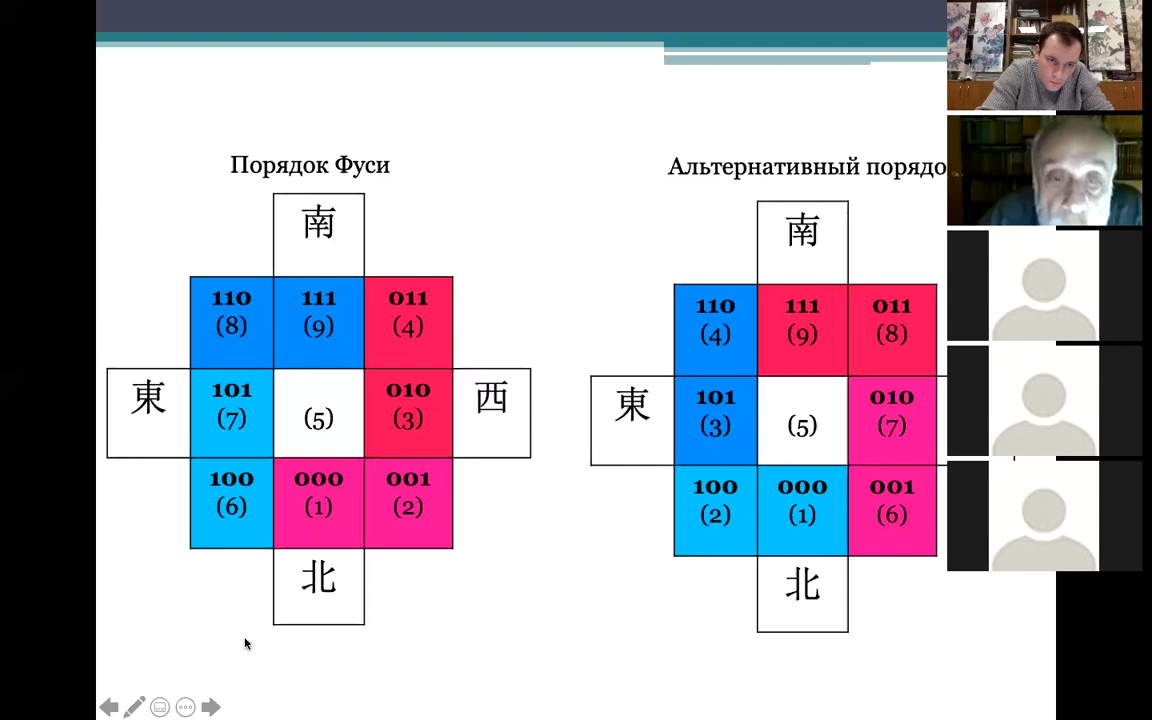 Порядок Фуси
南
110 111 011
(8) (9) (4)
東 101 010 西
(7) (5) (3)
100 000 001
(6) (1) (2)
北
Альтернативный порядо
南
110 111 011
(4) (9) (8)
東 101 010
(3) (5) (7)
100 000 001
(2) (1) (6)
北